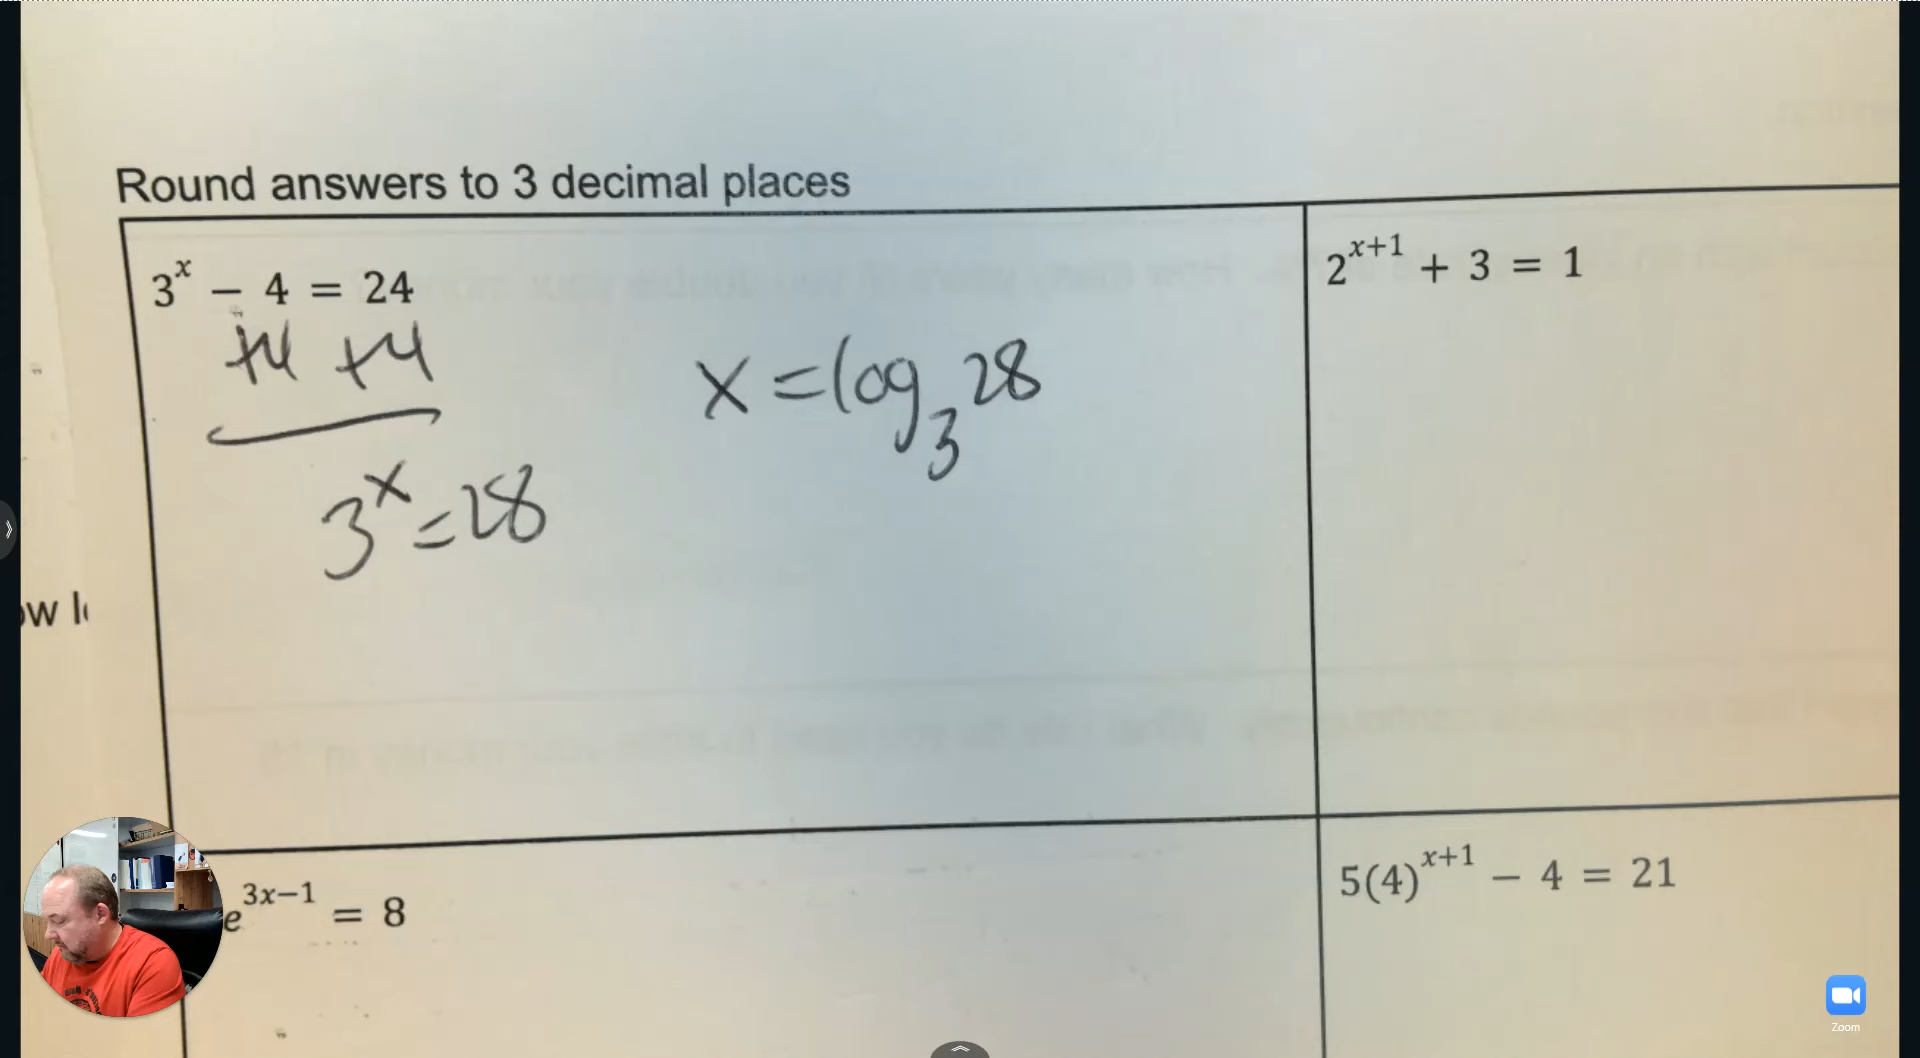 Round answers to 3 decimal places
3^x − 4 = 24
+4 +4
3^x = 28
x = log_3 28
2^{x+1} + 3 = 1
ow l
e^{3x−1} = 8
5(4)^{x+1} − 4 = 21
Zoom